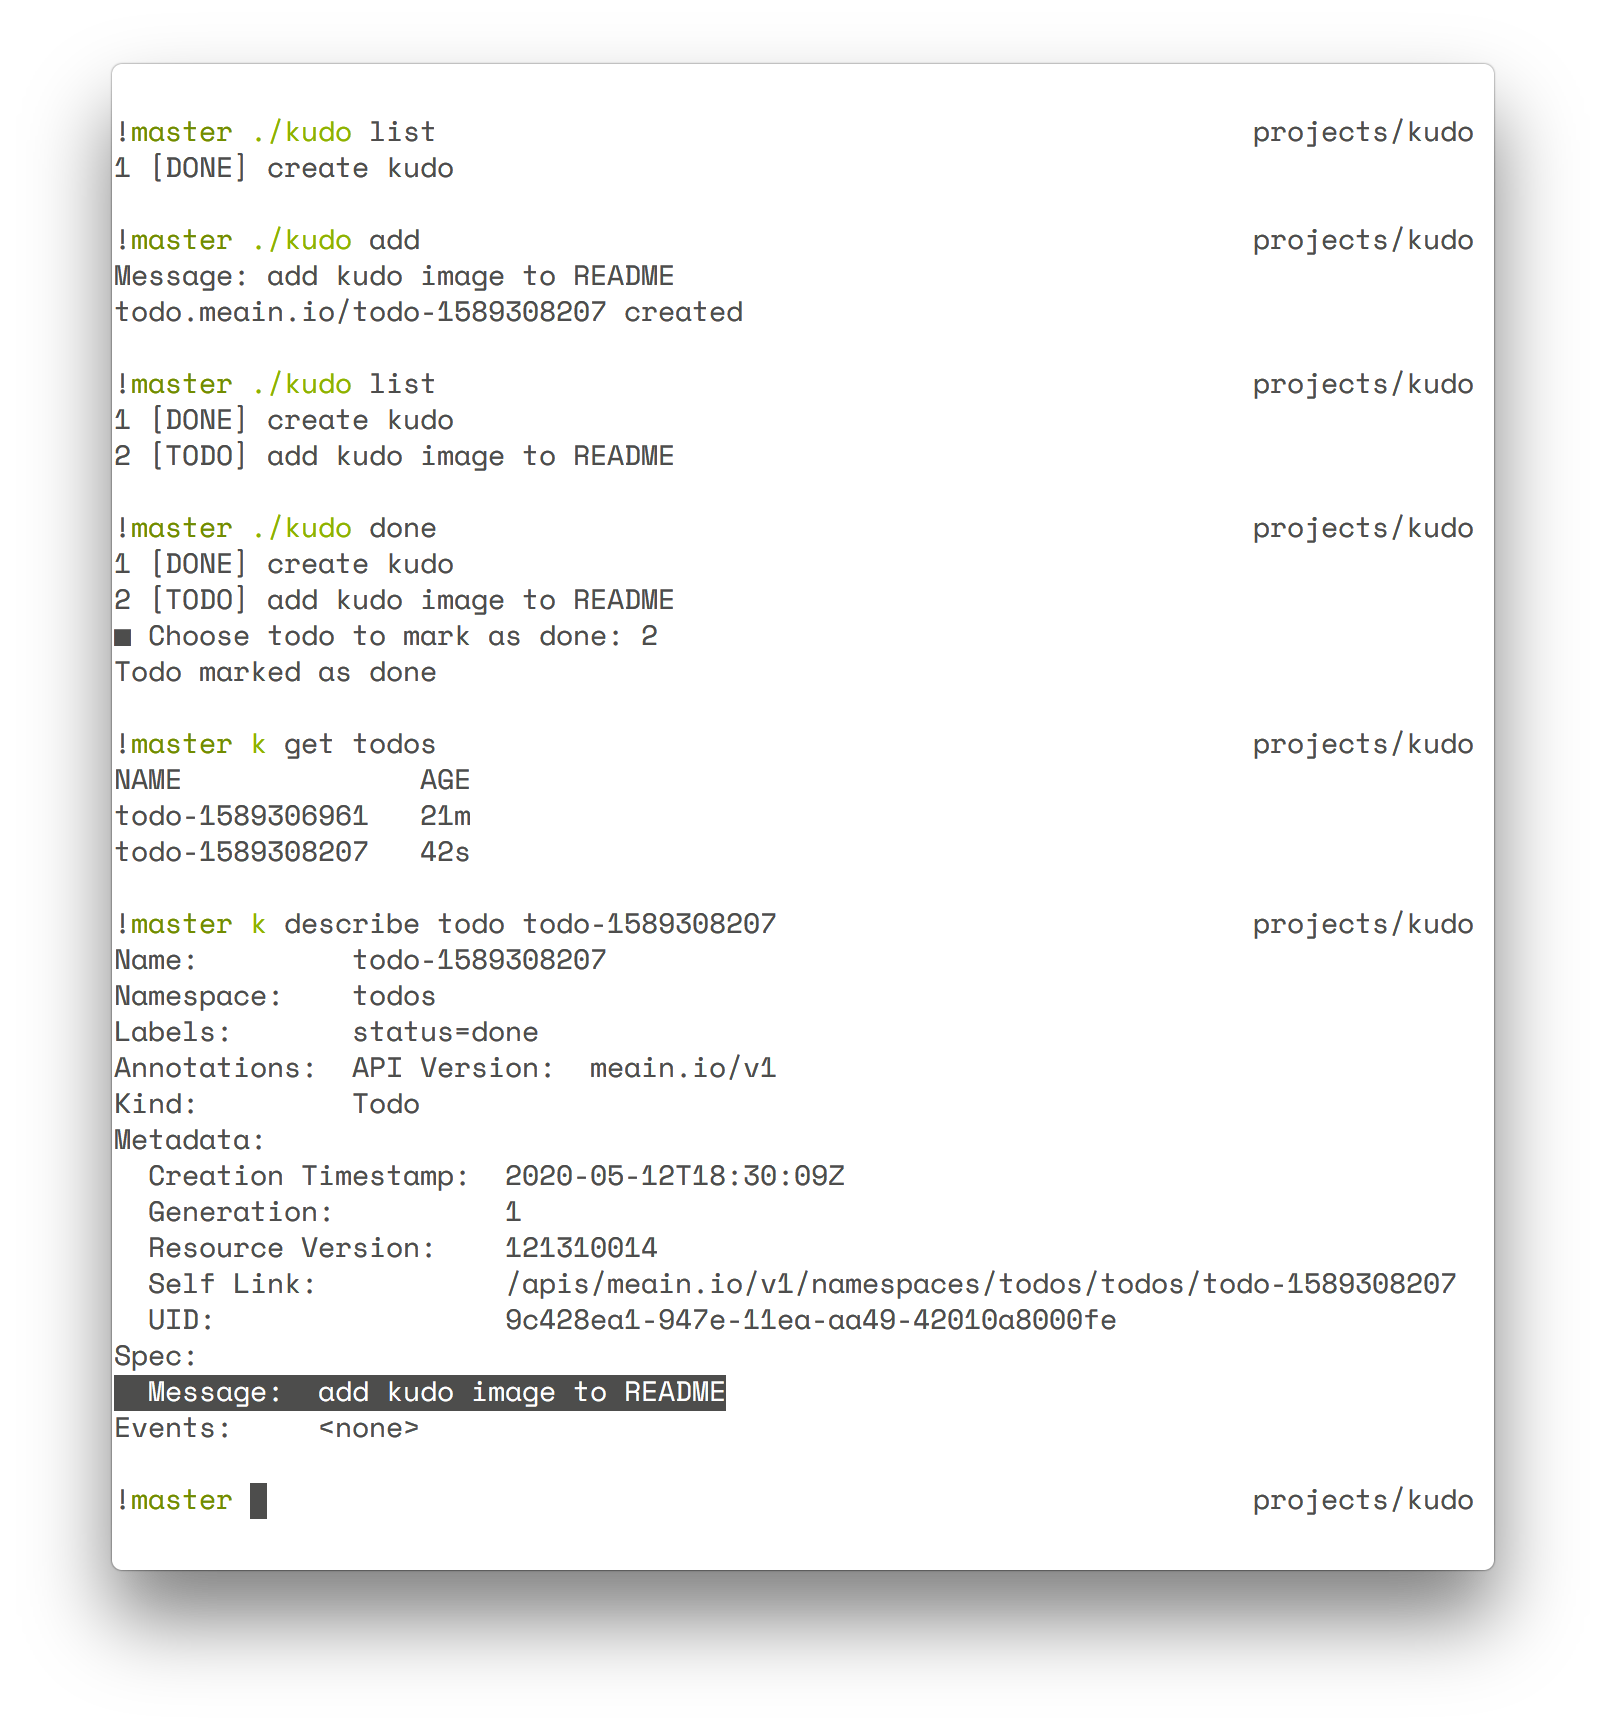 !master ./kudo list projects/kudo
1 [DONE] create kudo
!master ./kudo add projects/kudo
Message: add kudo image to README
todo.meain.io/todo-1589308207 created
!master ./kudo list projects/kudo
1 [DONE] create kudo
2 [TODO] add kudo image to README
!master ./kudo done projects/kudo
1 [DONE] create kudo
2 [TODO] add kudo image to README
■ Choose todo to mark as done: 2
Todo marked as done
!master k get todos projects/kudo
NAME AGE
todo-1589306961 21m
todo-1589308207 42s
!master k describe todo todo-1589308207 projects/kudo
Name: todo-1589308207
Namespace: todos
Labels: status=done
Annotations: API Version: meain.io/v1
Kind: Todo
Metadata:
Creation Timestamp: 2020-05-12T18:30:09Z
Generation: 1
Resource Version: 121310014
Self Link: /apis/meain.io/v1/namespaces/todos/todos/todo-1589308207
UID: 9c428ea1-947e-11ea-aa49-42010a8000fe
Spec:
Message: add kudo image to README
Events: <none>
!master projects/kudo